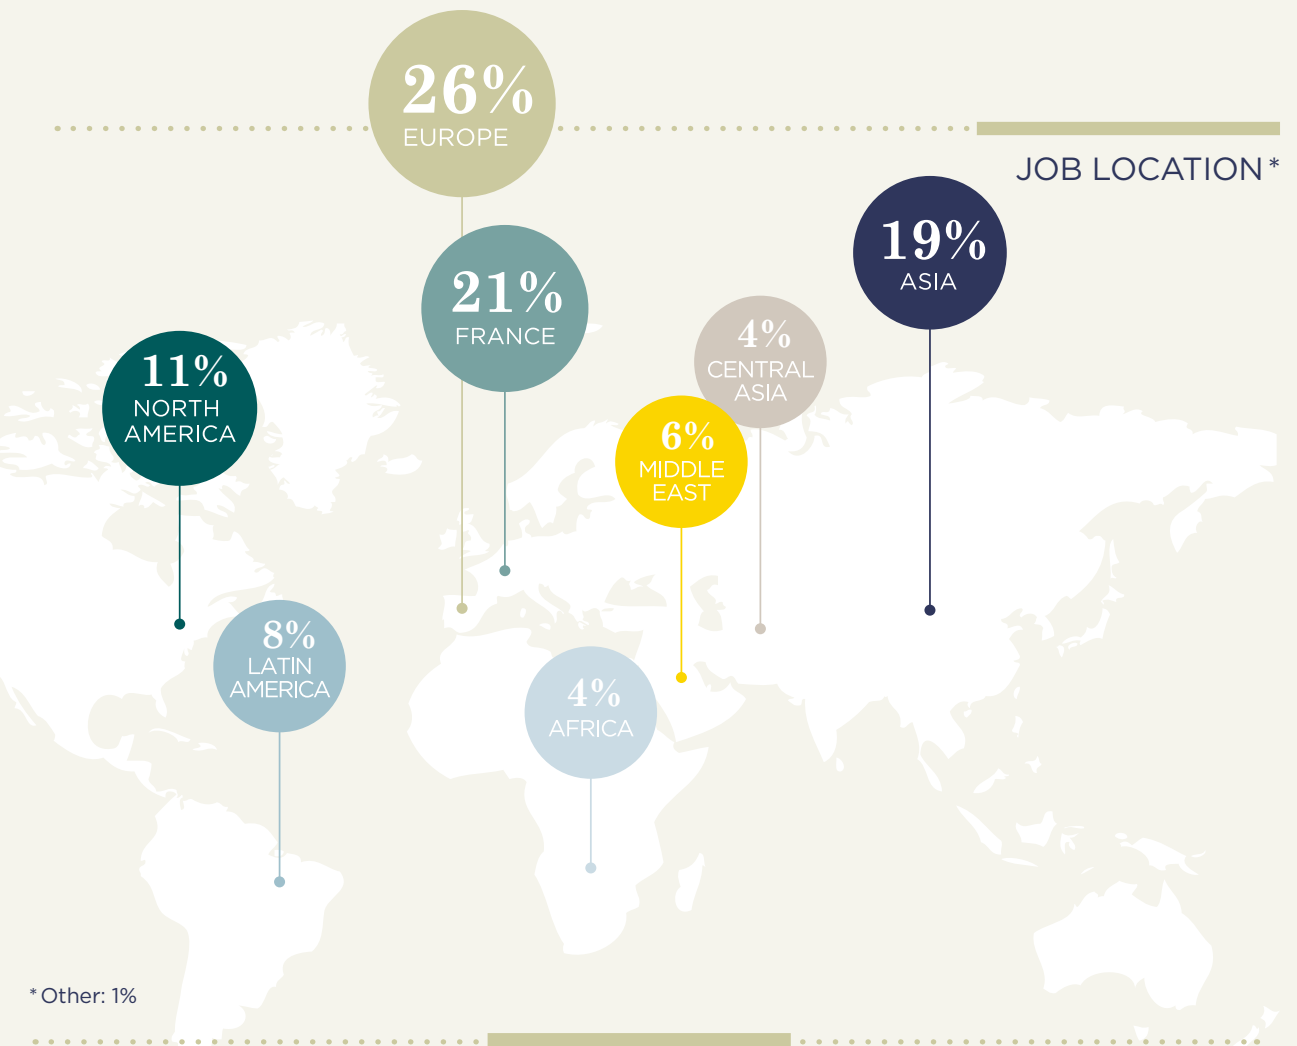 26%
EUROPE
JOB LOCATION*
19%
ASIA
21%
FRANCE
4%
CENTRAL
ASIA
11%
NORTH
AMERICA
6%
MIDDLE
EAST
8%
LATIN
AMERICA
4%
AFRICA
* Other: 1%